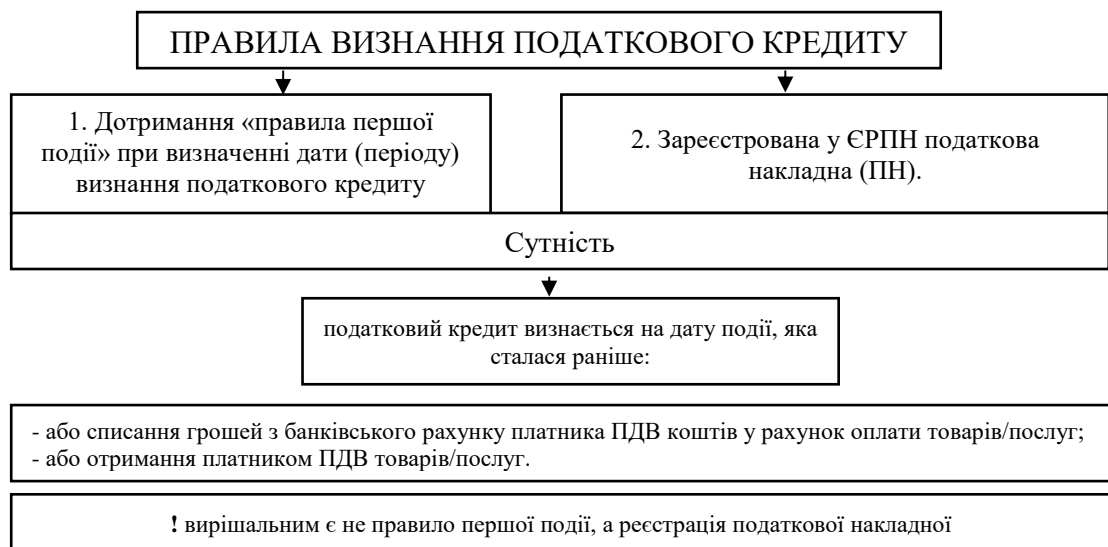 ПРАВИЛА ВИЗНАННЯ ПОДАТКОВОГО КРЕДИТУ
1. Дотримання «правила першої
події» при визначенні дати (періоду)
визнання податкового кредиту
2. Зареєстрована у ЄРПН податкова
накладна (ПН).
Сутність
податковий кредит визнається на дату події, яка
сталася раніше:
- або списання грошей з банківського рахунку платника ПДВ коштів у рахунок оплати товарів/послуг;
- або отримання платником ПДВ товарів/послуг.
! вирішальним є не правило першої події, а реєстрація податкової накладної